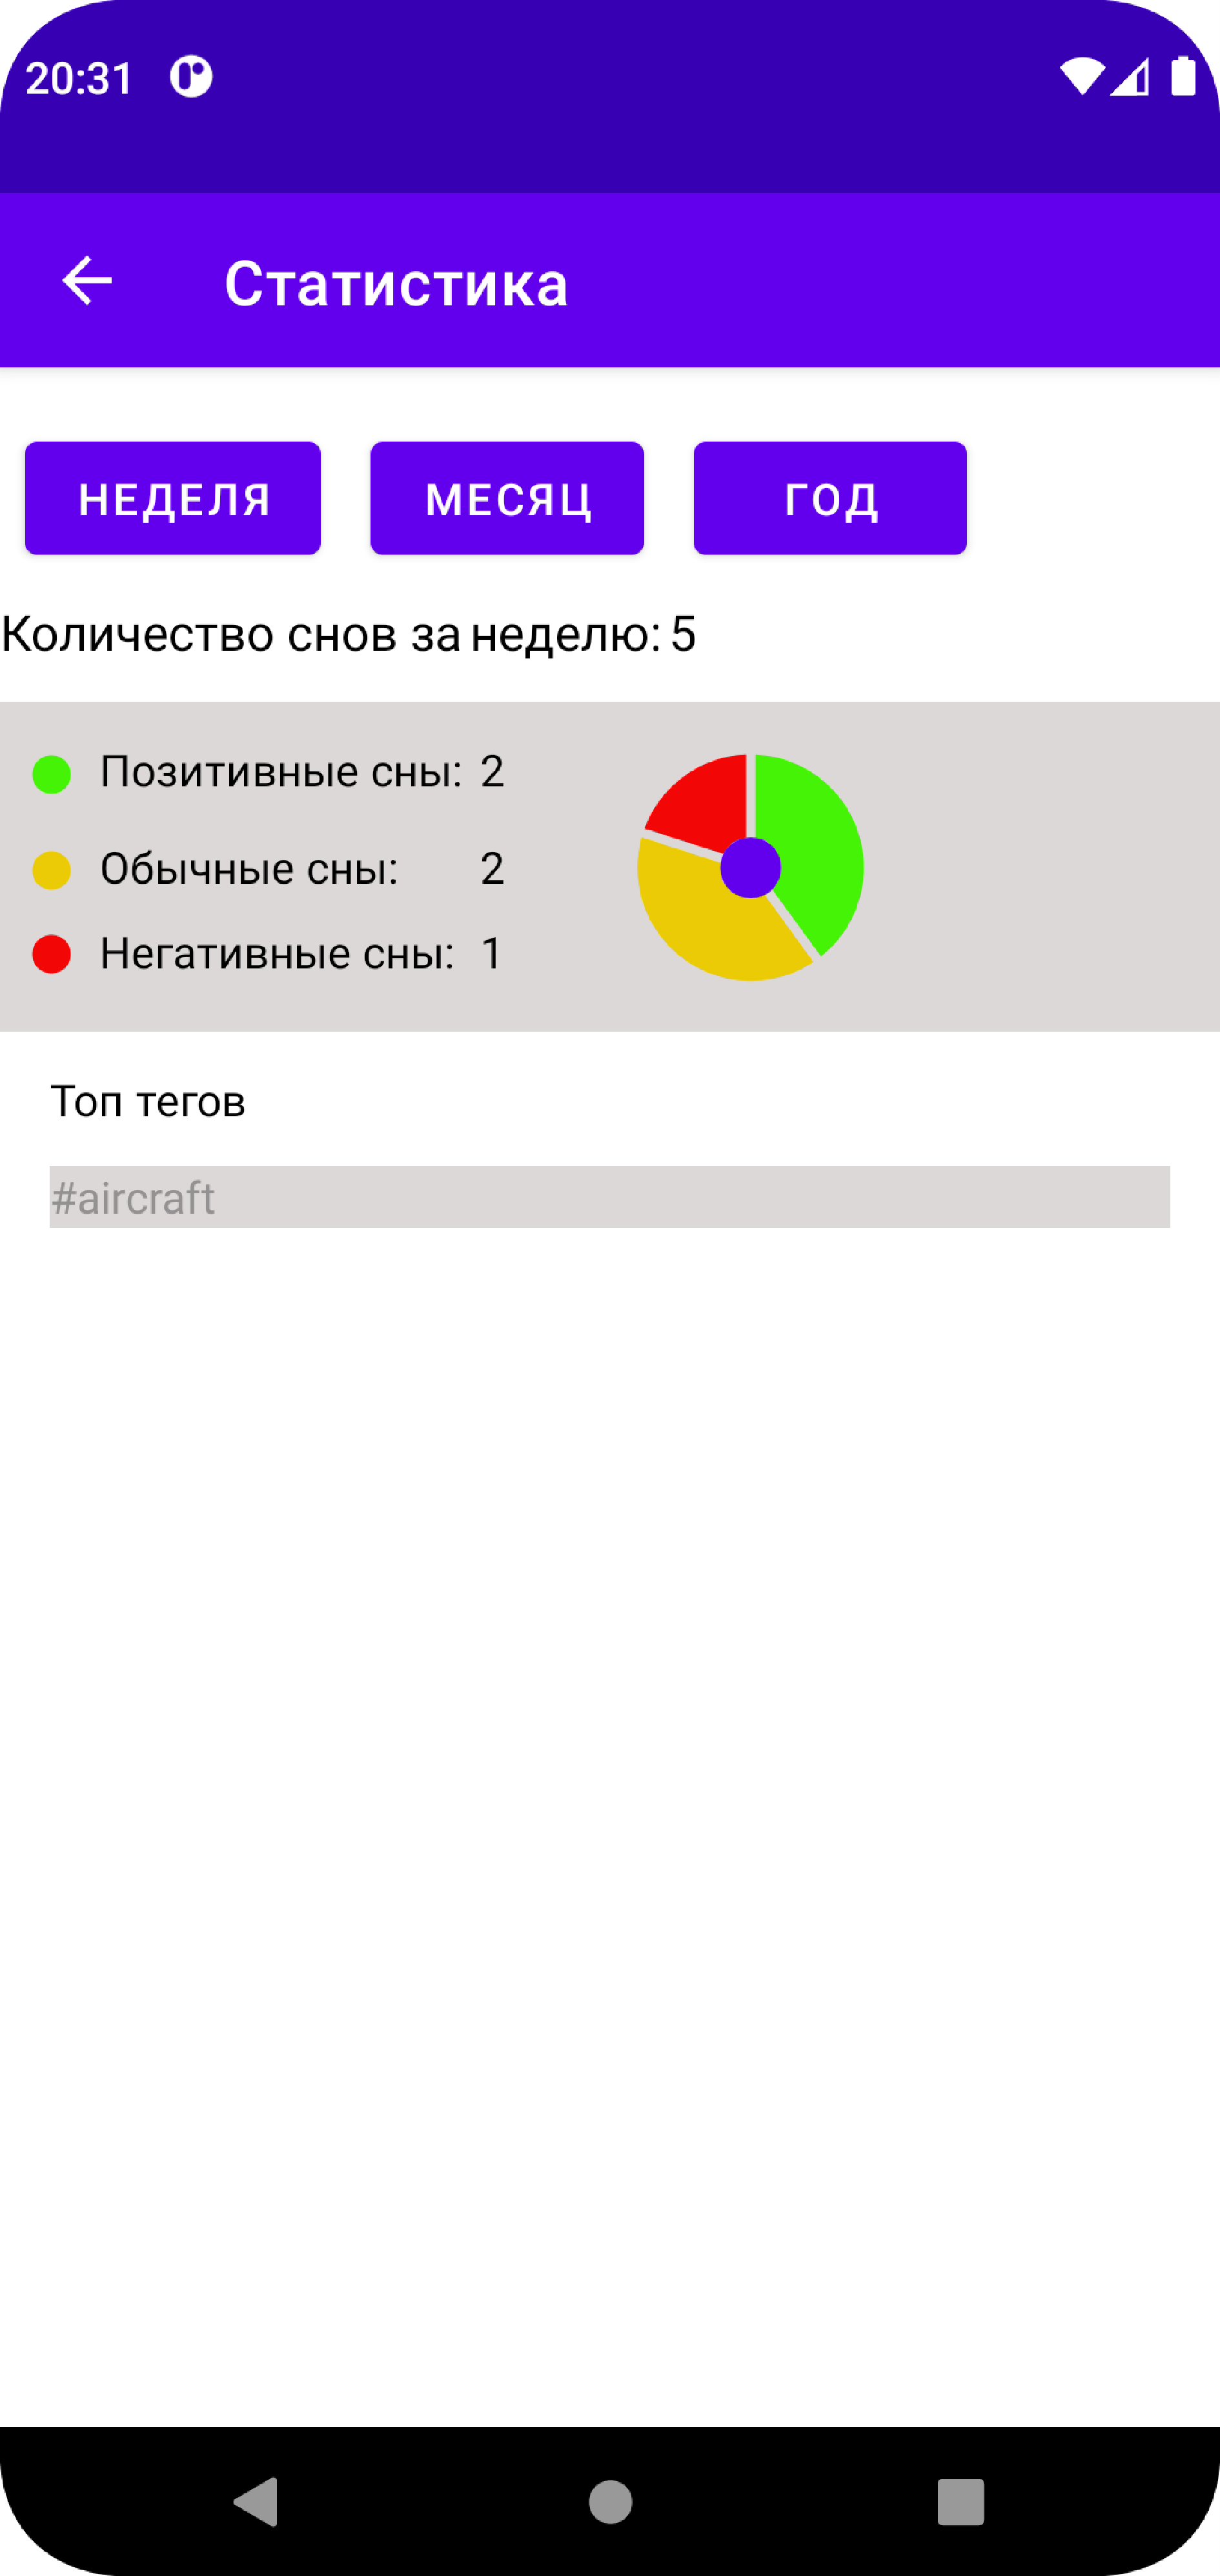 20:31
Статистика
НЕДЕЛЯ МЕСЯЦ ГОД
Количество снов за неделю: 5
Позитивные сны: 2
Обычные сны: 2
Негативные сны: 1
Топ тегов
#aircraft